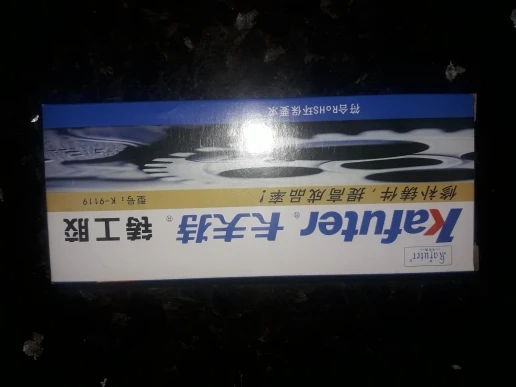 Kafuter
Kafuter® 卡夫特® 铸工胶
修补铸件，提高成品率！ 型号：K-9119
符合RoHS环保要求